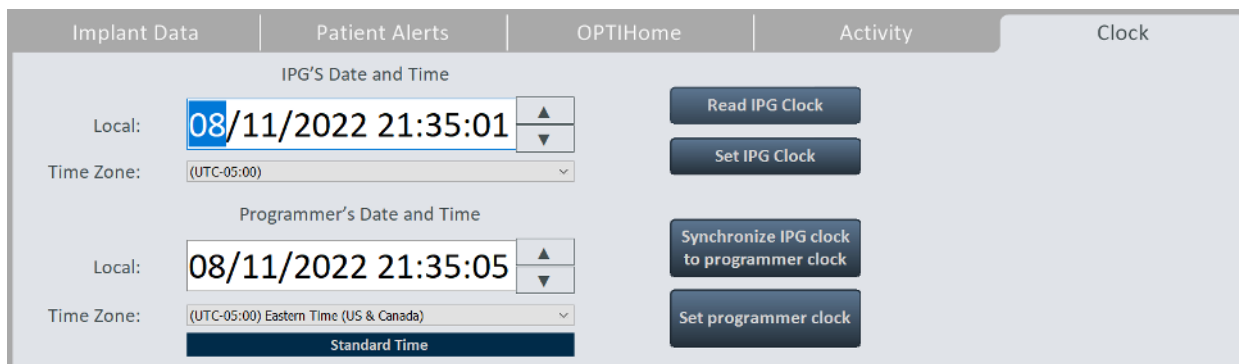 Implant Data Patient Alerts OPTIHome Activity Clock
IPG'S Date and Time
Local: 08/11/2022 21:35:01 ▲ ▼
Time Zone: (UTC-05:00)
Read IPG Clock
Set IPG Clock
Programmer's Date and Time
Local: 08/11/2022 21:35:05 ▲ ▼
Time Zone: (UTC-05:00) Eastern Time (US & Canada)
Standard Time
Synchronize IPG clock
to programmer clock
Set programmer clock